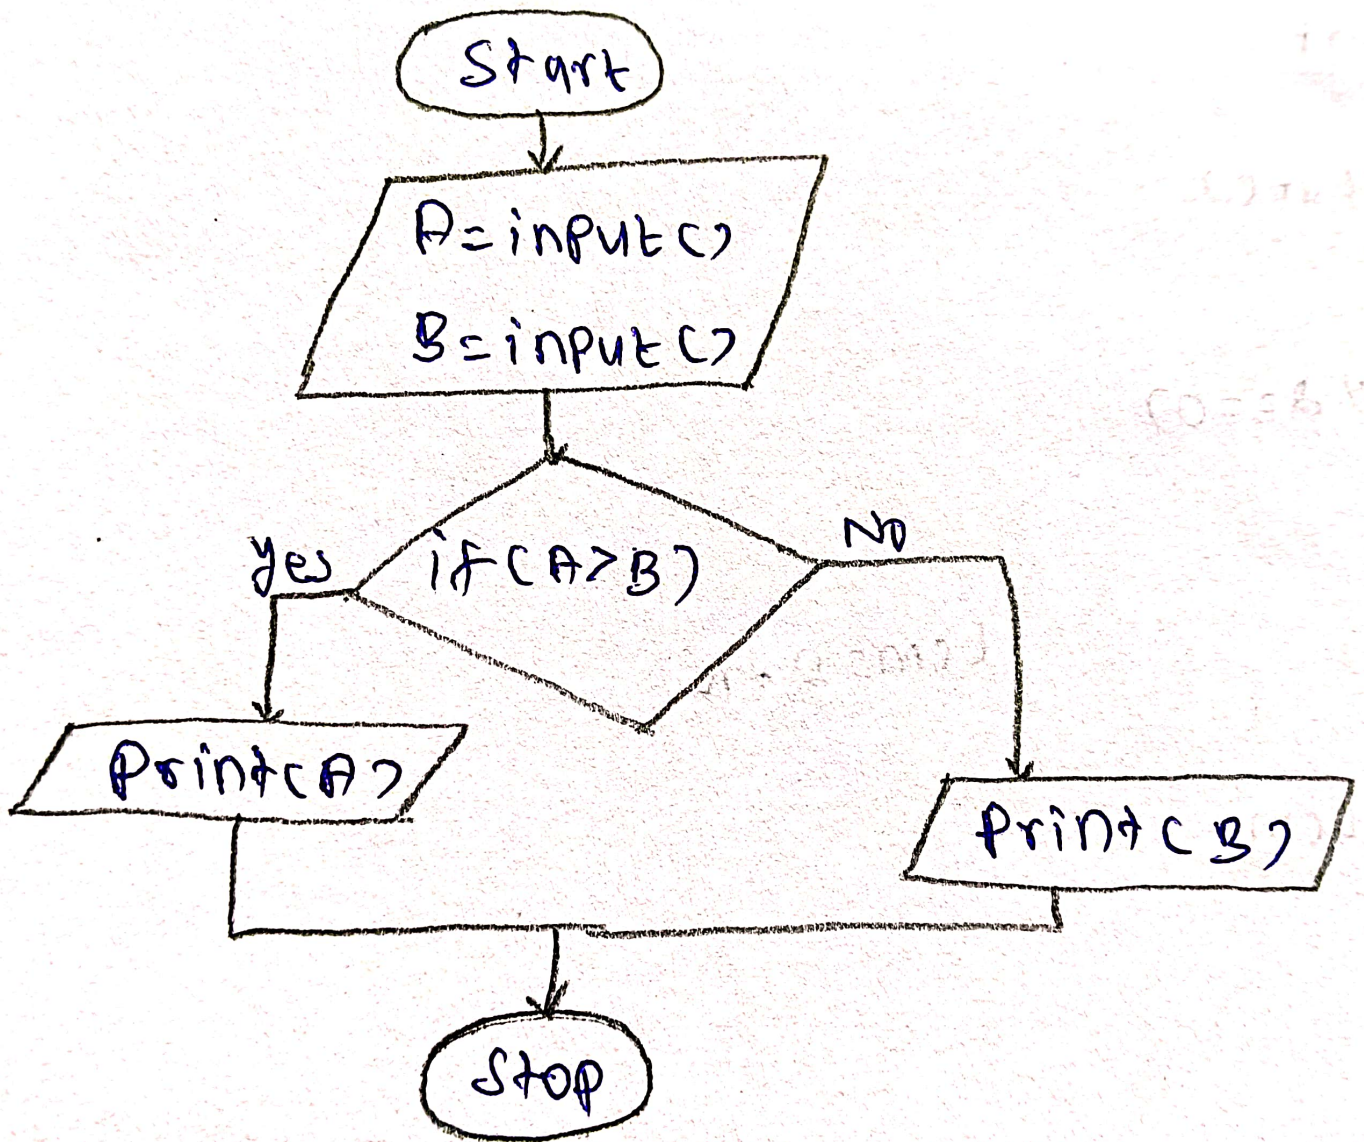 Start
A=input()
B=input()
if(A>B)
yes
No
Print(A)
Print(B)
Stop